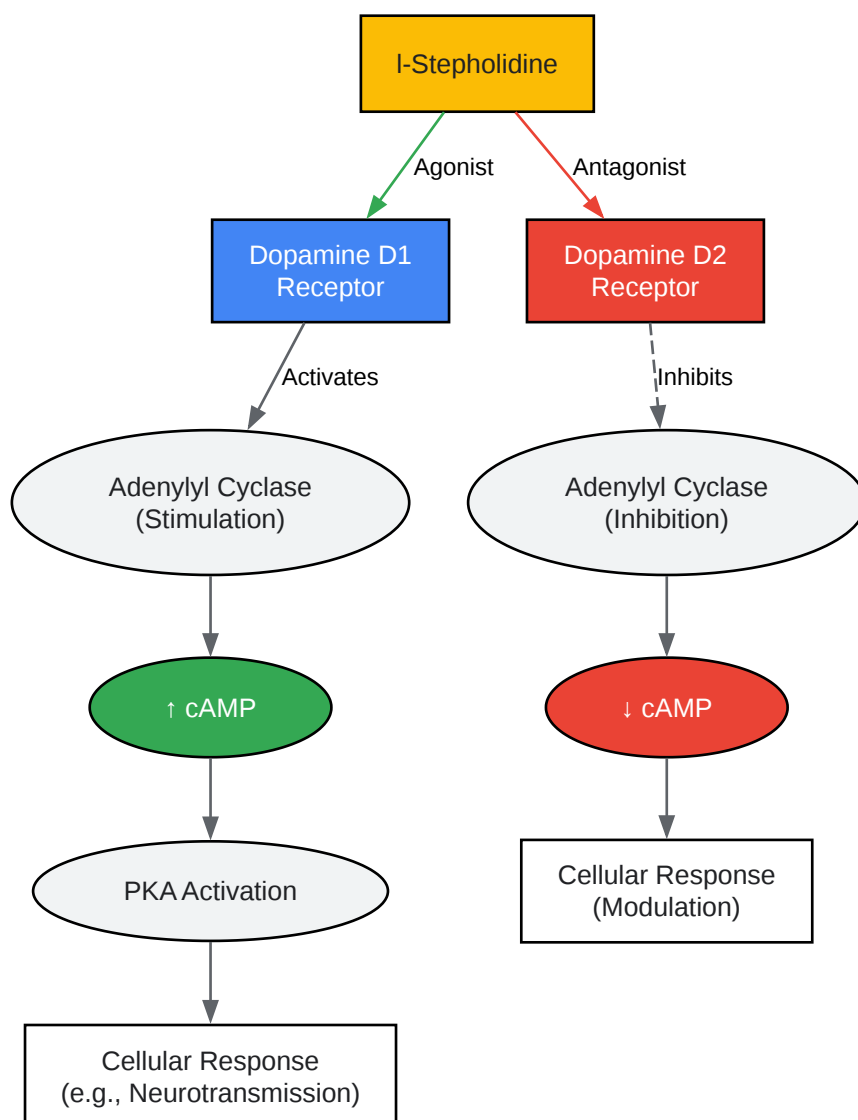 l-Stepholidine
Agonist
Antagonist
Dopamine D1
Receptor
Dopamine D2
Receptor
Activates
Inhibits
Adenylyl Cyclase
(Stimulation)
Adenylyl Cyclase
(Inhibition)
↑ cAMP
↓ cAMP
PKA Activation
Cellular Response
(Modulation)
Cellular Response
(e.g., Neurotransmission)